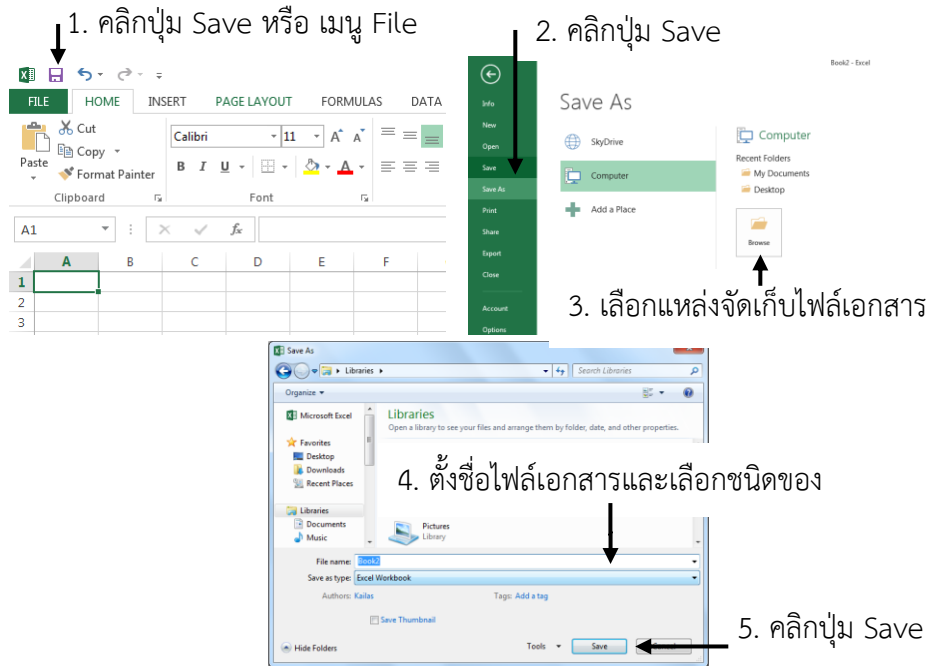 1. คลิกปุ่ม Save หรือ เมนู File
FILE HOME INSERT PAGE LAYOUT FORMULAS DATA
Cut
Copy
Format Painter
Paste
Calibri 11 A A
B I U A
Clipboard Font
A1 fx
A B C D E F
1
2
3
2. คลิกปุ่ม Save
Book2 - Excel
Info
New
Open
Save
Save As
Print
Share
Export
Close
Account
Options
Save As
SkyDrive
Computer
Add a Place
Computer
Recent Folders
My Documents
Desktop
Browse
3. เลือกแหล่งจัดเก็บไฟล์เอกสาร
Save As
Libraries
Search Libraries
Organize
Microsoft Excel
Favorites
Desktop
Downloads
Recent Places
Libraries
Documents
Music
Libraries
Open a library to see your files and arrange them by folder, date, and other properties.
4. ตั้งชื่อไฟล์เอกสารและเลือกชนิดของ
Pictures
Library
File name: Book2
Save as type: Excel Workbook
Authors: Kailas Tags: Add a tag
Save Thumbnail
Hide Folders Tools Save
5. คลิกปุ่ม Save